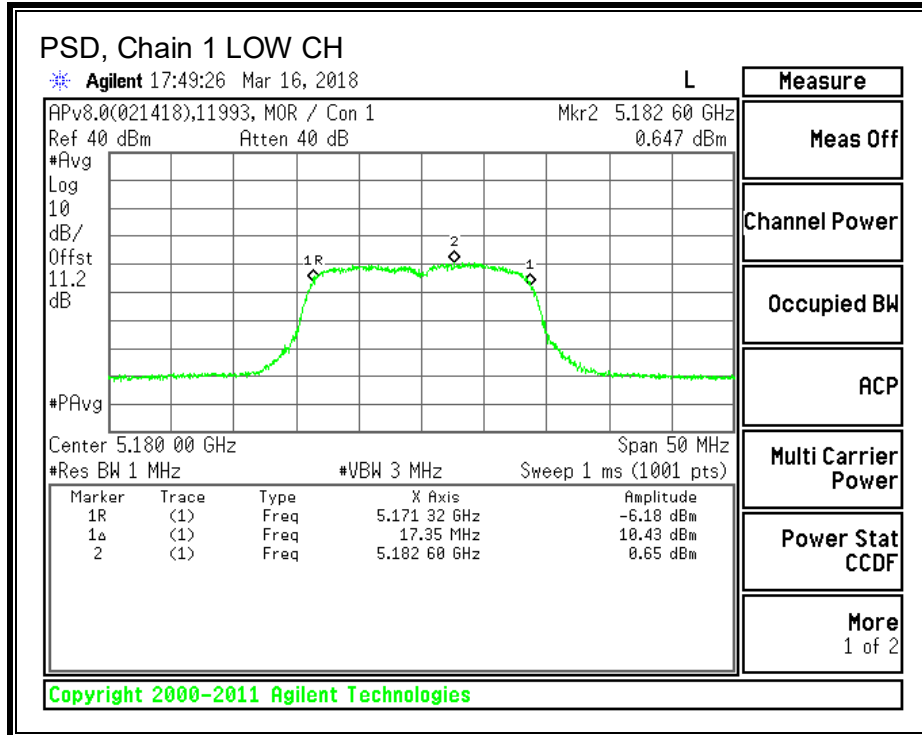 PSD, Chain 1 LOW CH
Agilent 17:49:26 Mar 16, 2018 L
APv8.0(021418),11993, MOR / Con 1 Mkr2 5.182 60 GHz
Ref 40 dBm Atten 40 dB 0.647 dBm
#Avg
Log
10
dB/
Offst
11.2
dB
#PAvg
1R
2
1
Center 5.180 00 GHz Span 50 MHz
#Res BW 1 MHz #VBW 3 MHz Sweep 1 ms (1001 pts)
Marker Trace Type X Axis Amplitude
1R (1) Freq 5.171 32 GHz -6.18 dBm
1Δ (1) Freq 17.35 MHz 10.43 dBm
2 (1) Freq 5.182 60 GHz 0.65 dBm
Measure
Meas Off
Channel Power
Occupied BW
ACP
Multi Carrier
Power
Power Stat
CCDF
More
1 of 2
Copyright 2000-2011 Agilent Technologies